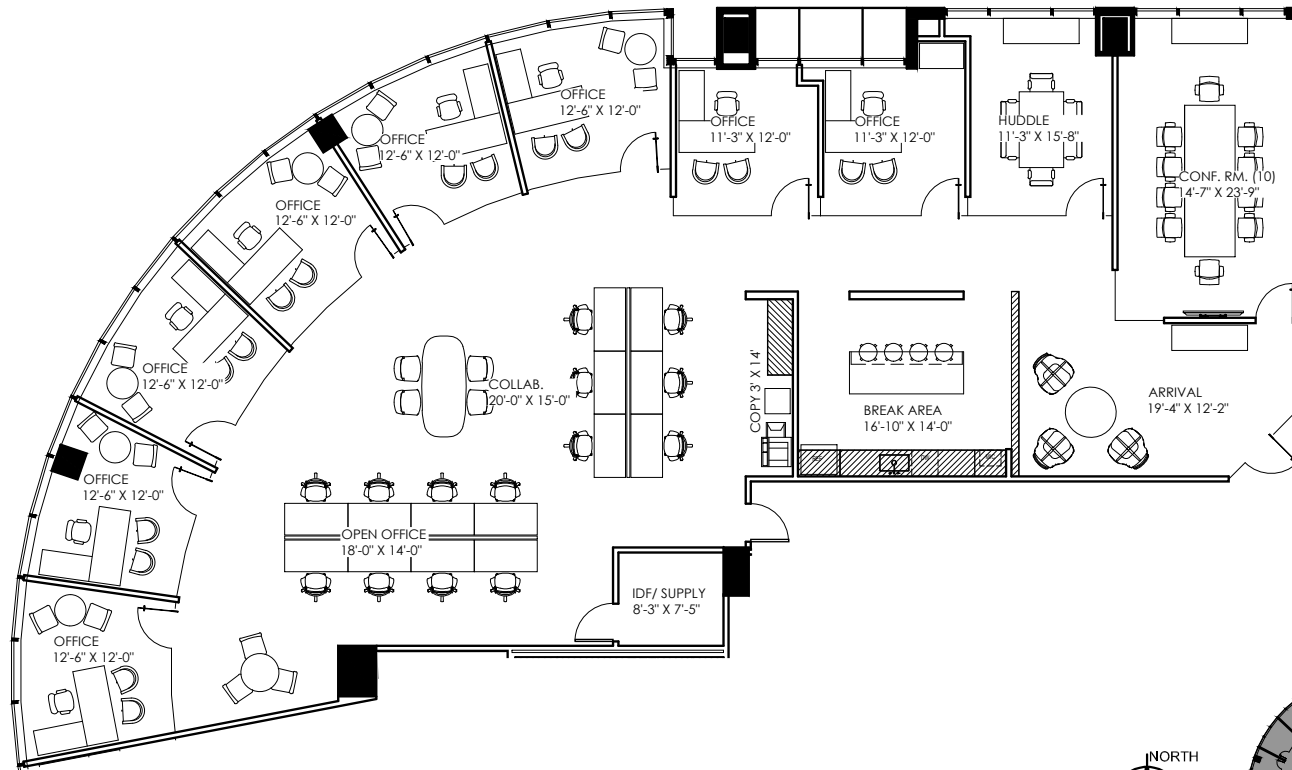 OFFICE
12'-6" X 12'-0"
OFFICE
12'-6" X 12'-0"
OFFICE
11'-3" X 12'-0"
OFFICE
11'-3" X 12'-0"
HUDDLE
11'-3" X 15'-8"
CONF. RM. (10)
14'-7" X 23'-9"
OFFICE
12'-6" X 12'-0"
OFFICE
12'-6" X 12'-0"
COLLAB.
20'-0" X 15'-0"
COPY 3' X 14'
BREAK AREA
16'-10" X 14'-0"
ARRIVAL
19'-4" X 12'-2"
OFFICE
12'-6" X 12'-0"
OPEN OFFICE
18'-0" X 14'-0"
IDF/ SUPPLY
8'-3" X 7'-5"
OFFICE
12'-6" X 12'-0"
NORTH